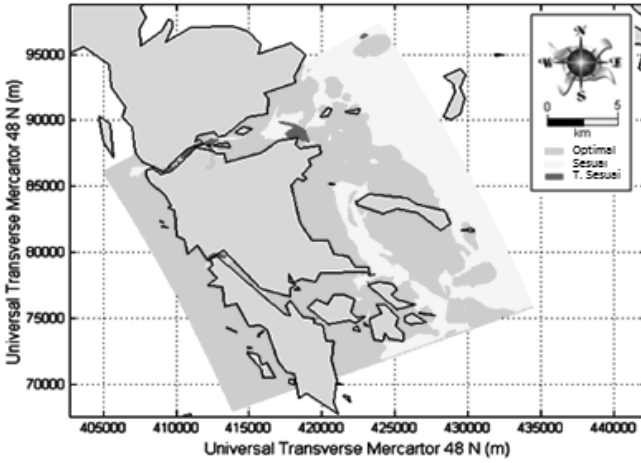 Universal Transverse Mercartor 48 N (m)
95000
90000
85000
80000
75000
70000
405000 410000 415000 420000 425000 430000 435000 440000
Universal Transverse Mercartor 48 N (m)
N
W E
S
0 5
km
Optimal
Sesuai
T. Sesuai